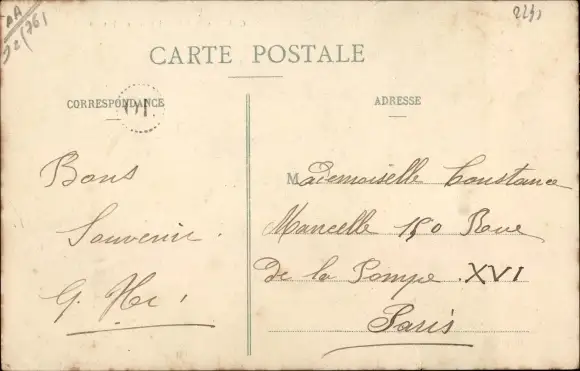 CARTE POSTALE
CORRESPONDANCE
ADRESSE
Bons
Souvenir.
Mademoiselle Constance
Mancelle 150 Rue
De la Pompe. XVI
Paris